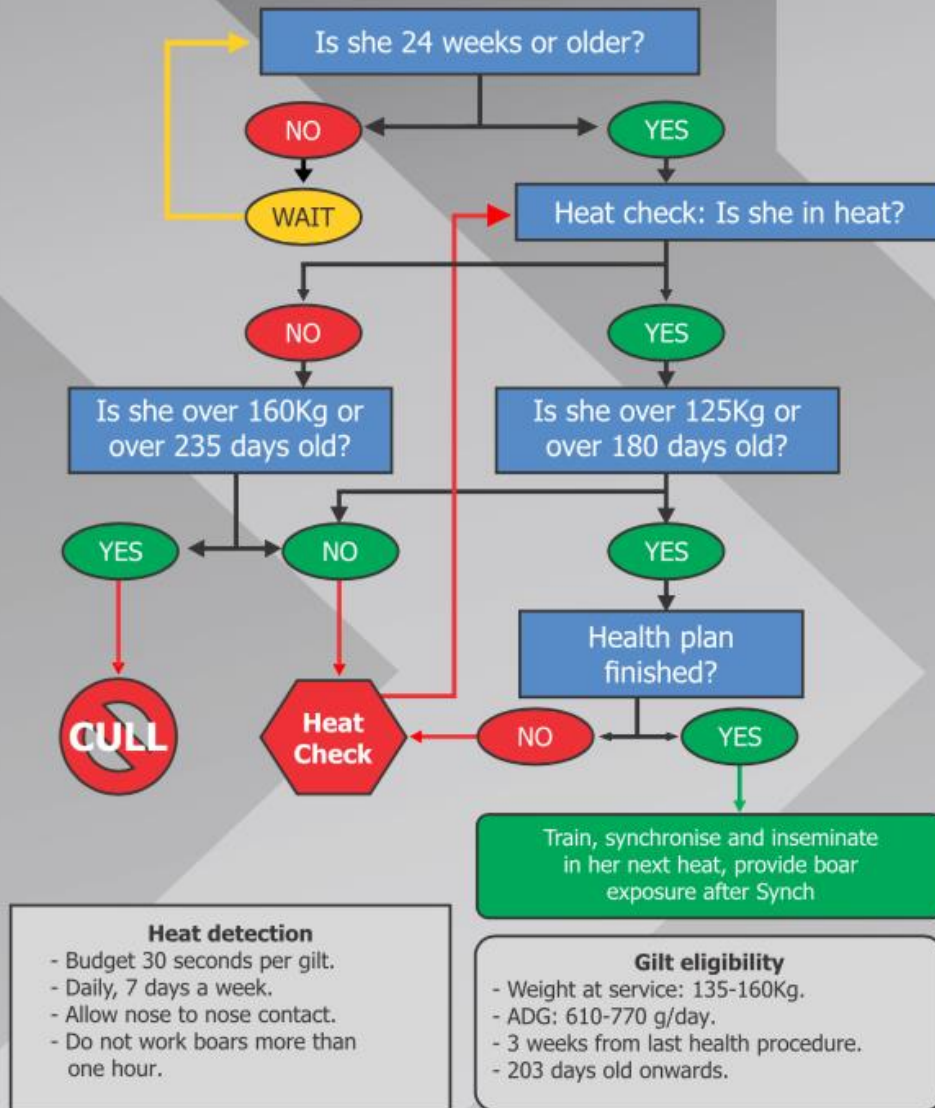 Is she 24 weeks or older?
NO
YES
WAIT
Heat check: Is she in heat?
NO
YES
Is she over 160Kg or
over 235 days old?
Is she over 125Kg or
over 180 days old?
YES
NO
YES
Health plan
finished?
CULL
Heat
Check
NO
YES
Train, synchronise and inseminate
in her next heat, provide boar
exposure after Synch
Heat detection
- Budget 30 seconds per gilt.
- Daily, 7 days a week.
- Allow nose to nose contact.
- Do not work boars more than
one hour.
Gilt eligibility
- Weight at service: 135-160Kg.
- ADG: 610-770 g/day.
- 3 weeks from last health procedure.
- 203 days old onwards.